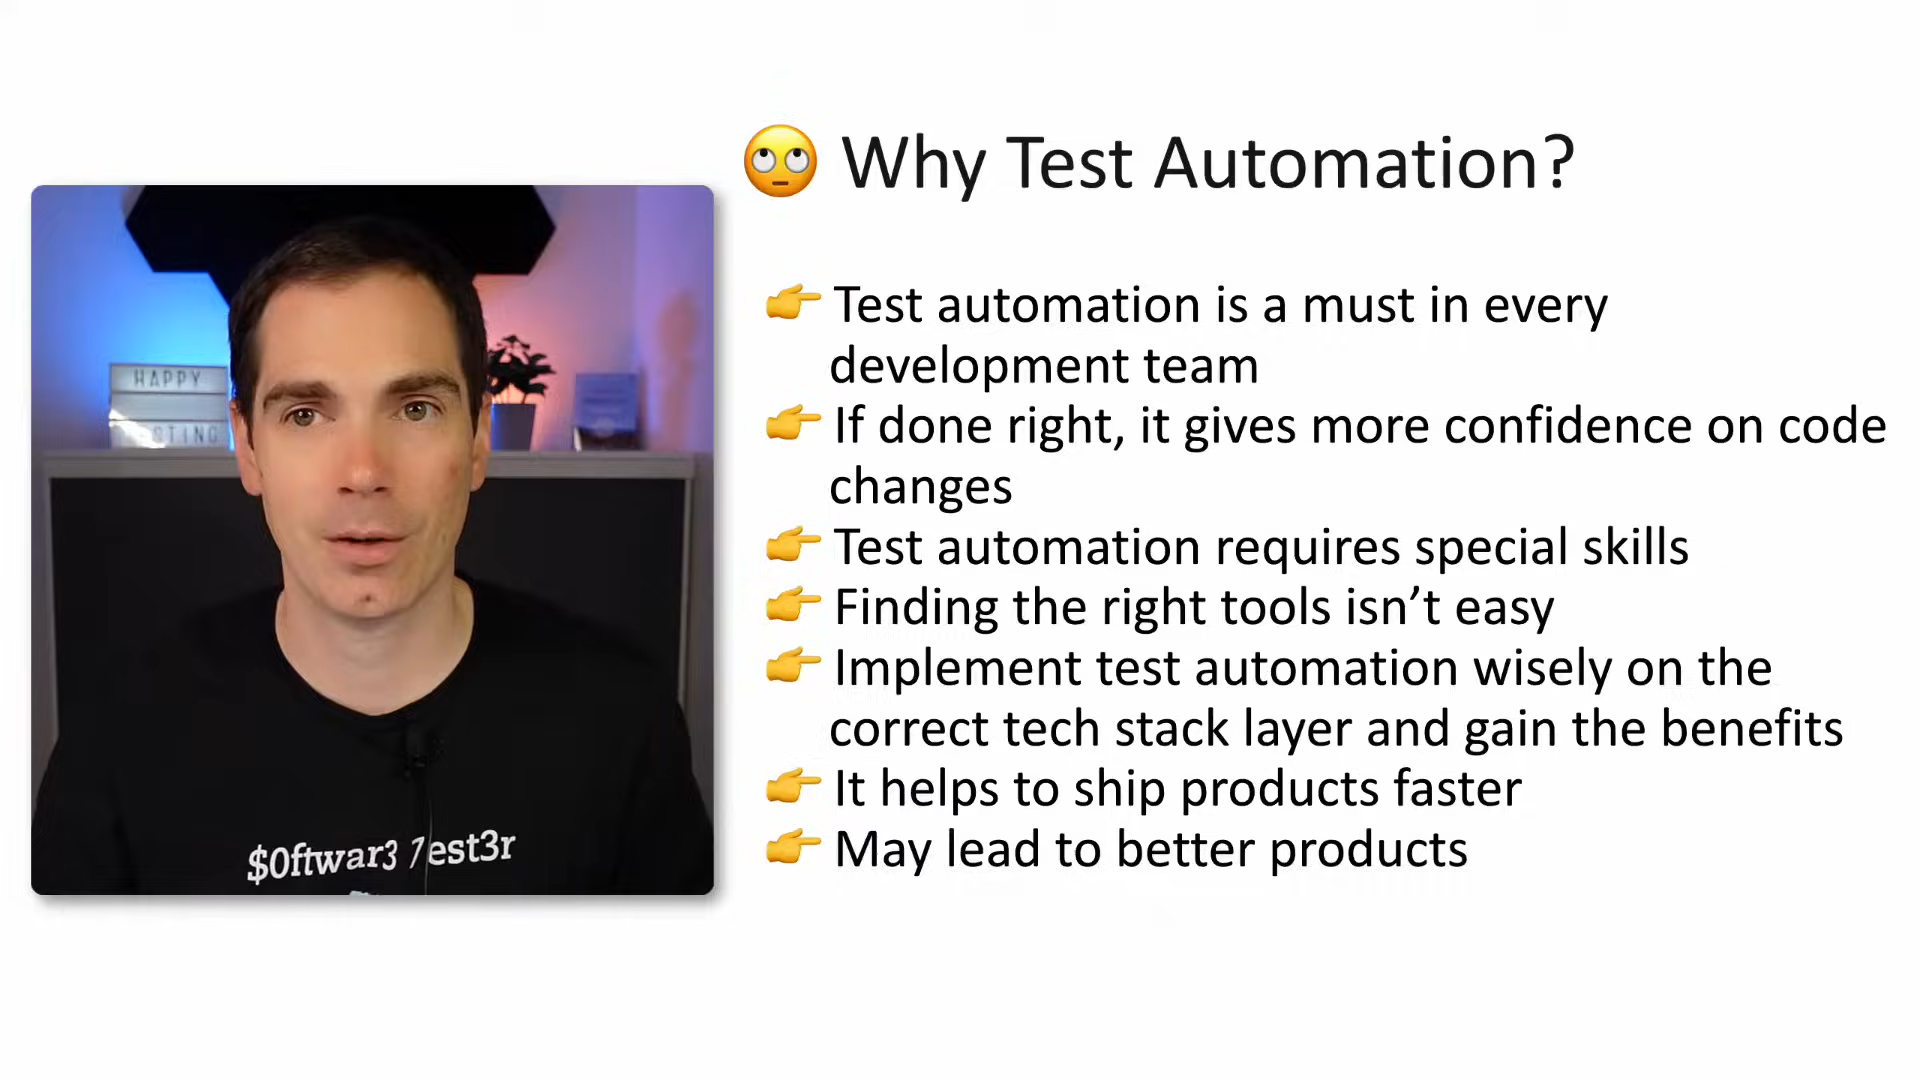 🙄 Why Test Automation?
👉 Test automation is a must in every
development team
👉 If done right, it gives more confidence on code
changes
👉 Test automation requires special skills
👉 Finding the right tools isn’t easy
👉 Implement test automation wisely on the
correct tech stack layer and gain the benefits
👉 It helps to ship products faster
👉 May lead to better products
HAPPY
STING
$0ftwar3 7est3r